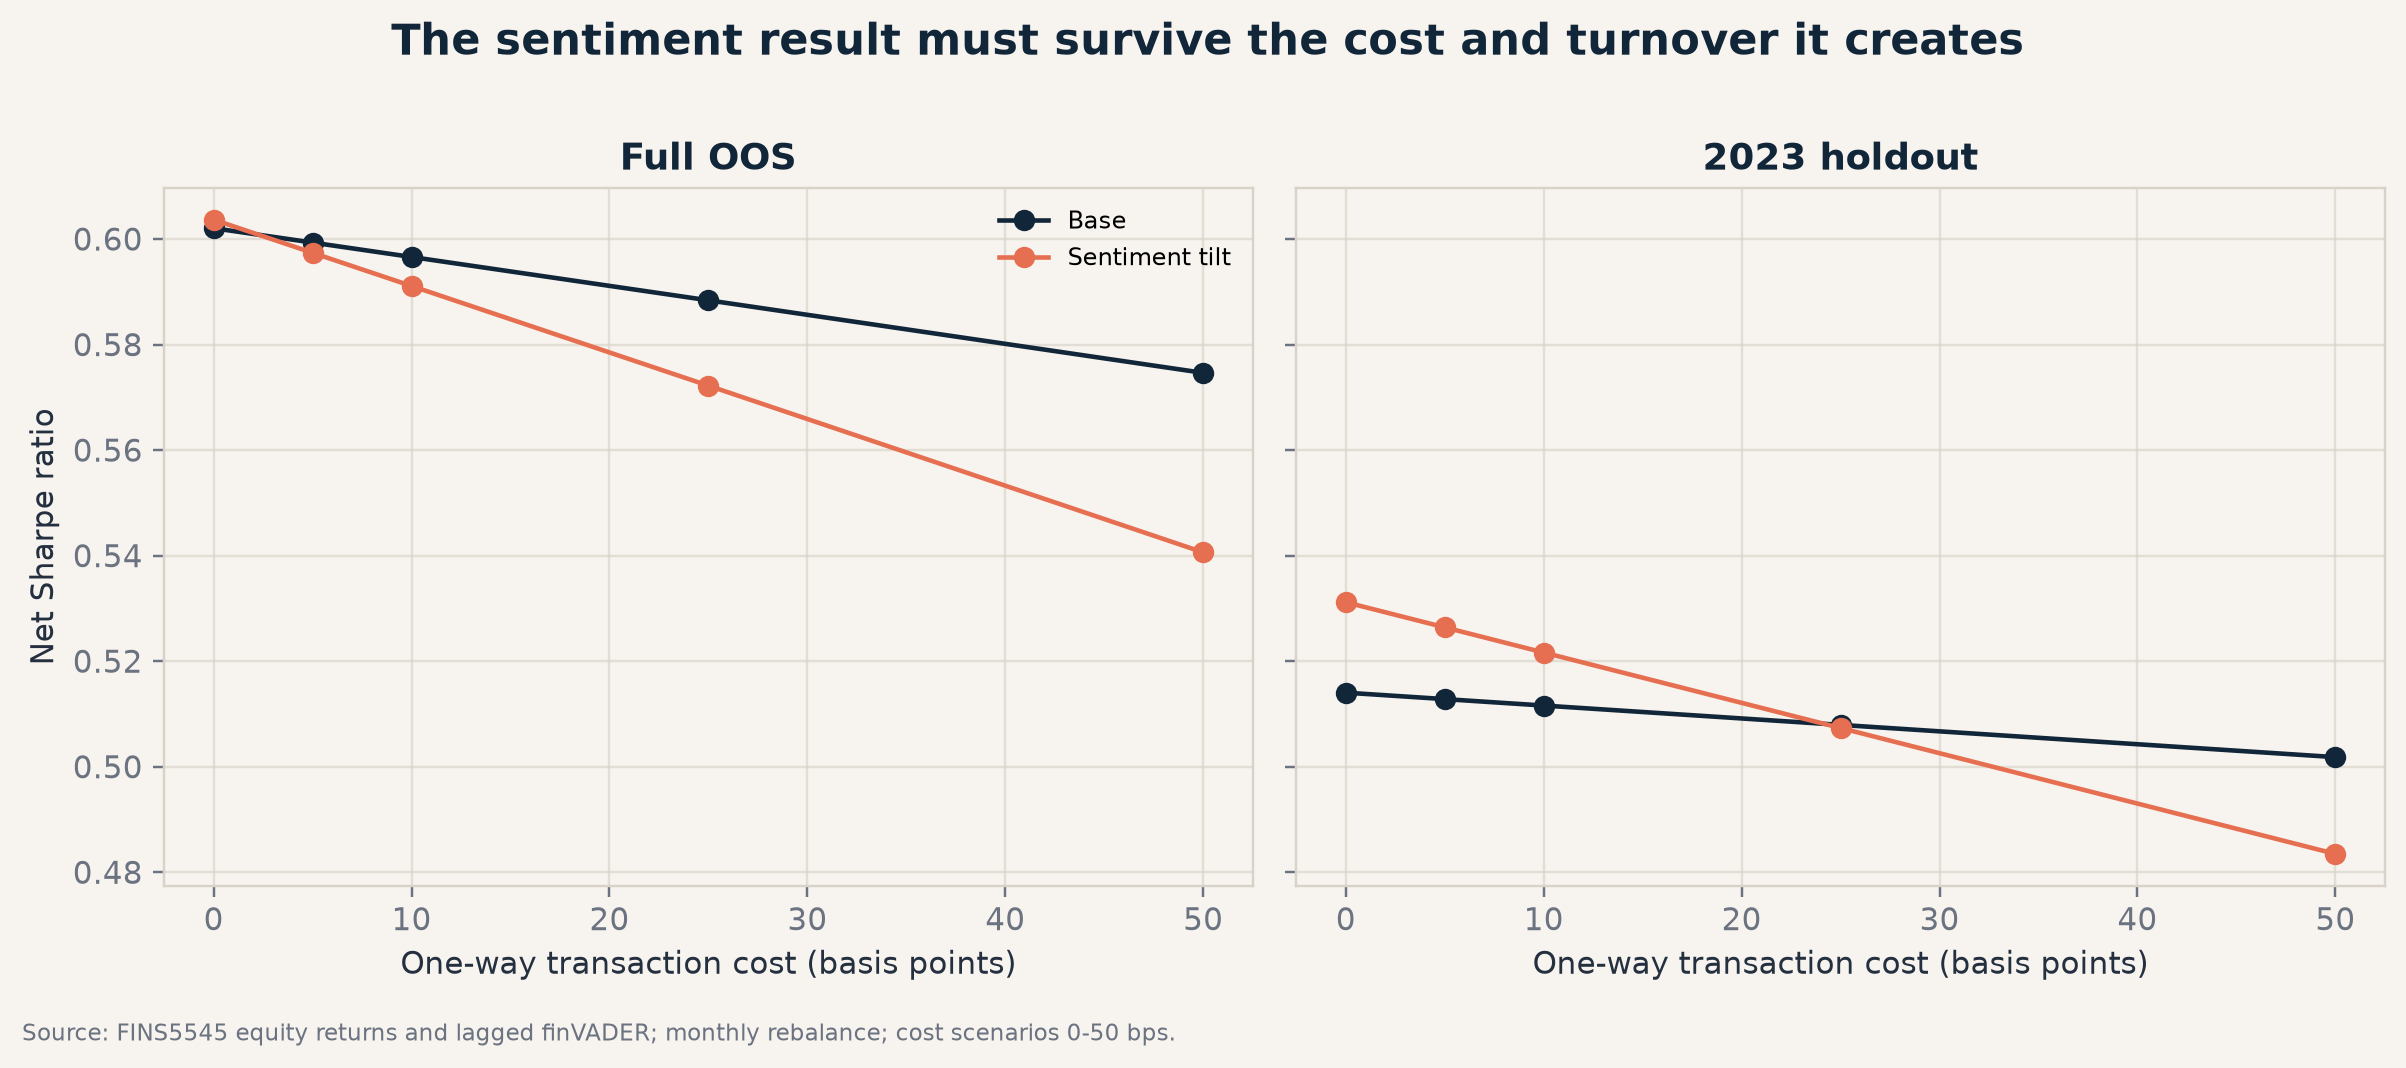 The sentiment result must survive the cost and turnover it creates
Full OOS
2023 holdout
Base
Sentiment tilt
Net Sharpe ratio
0.60
0.58
0.56
0.54
0.52
0.50
0.48
0 10 20 30 40 50
0 10 20 30 40 50
One-way transaction cost (basis points)
One-way transaction cost (basis points)
Source: FINS5545 equity returns and lagged finVADER; monthly rebalance; cost scenarios 0-50 bps.